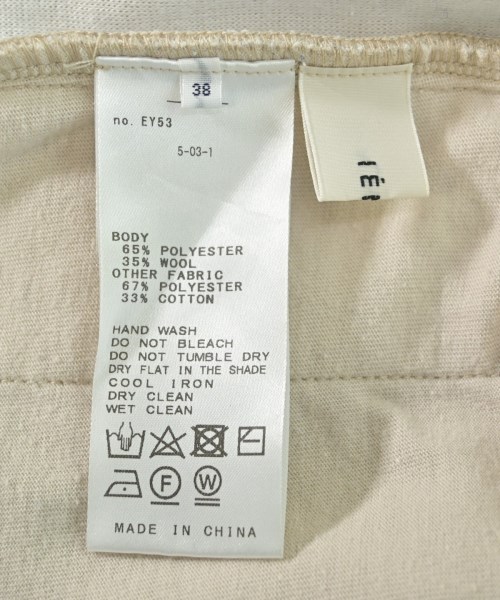 38
no. EY53
5-03-1
BODY
65% POLYESTER
35% WOOL
OTHER FABRIC
67% POLYESTER
33% COTTON
HAND WASH
DO NOT BLEACH
DO NOT TUMBLE DRY
DRY FLAT IN THE SHADE
COOL IRON
DRY CLEAN
WET CLEAN
F
W
MADE IN CHINA